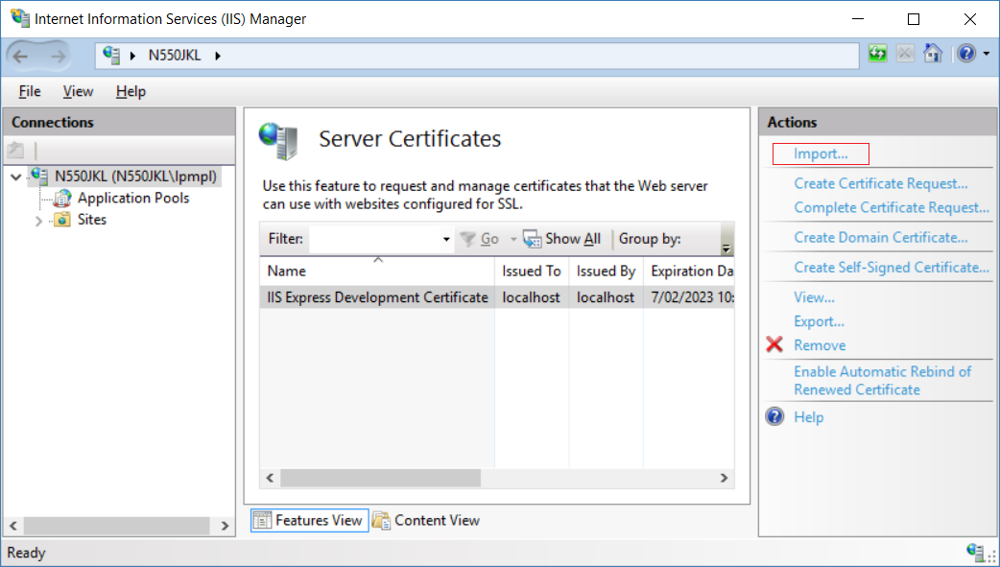 Internet Information Services (IIS) Manager
N550JKL
File View Help
Connections
N550JKL (N550JKL\lpmpl)
Application Pools
Sites
Server Certificates
Use this feature to request and manage certificates that the Web server
can use with websites configured for SSL.
Filter: Go Show All Group by:
Name Issued To Issued By Expiration Da
IIS Express Development Certificate localhost localhost 7/02/2023 10:
Features View Content View
Actions
Import...
Create Certificate Request...
Complete Certificate Request...
Create Domain Certificate...
Create Self-Signed Certificate...
View...
Export...
Remove
Enable Automatic Rebind of
Renewed Certificate
Help
Ready